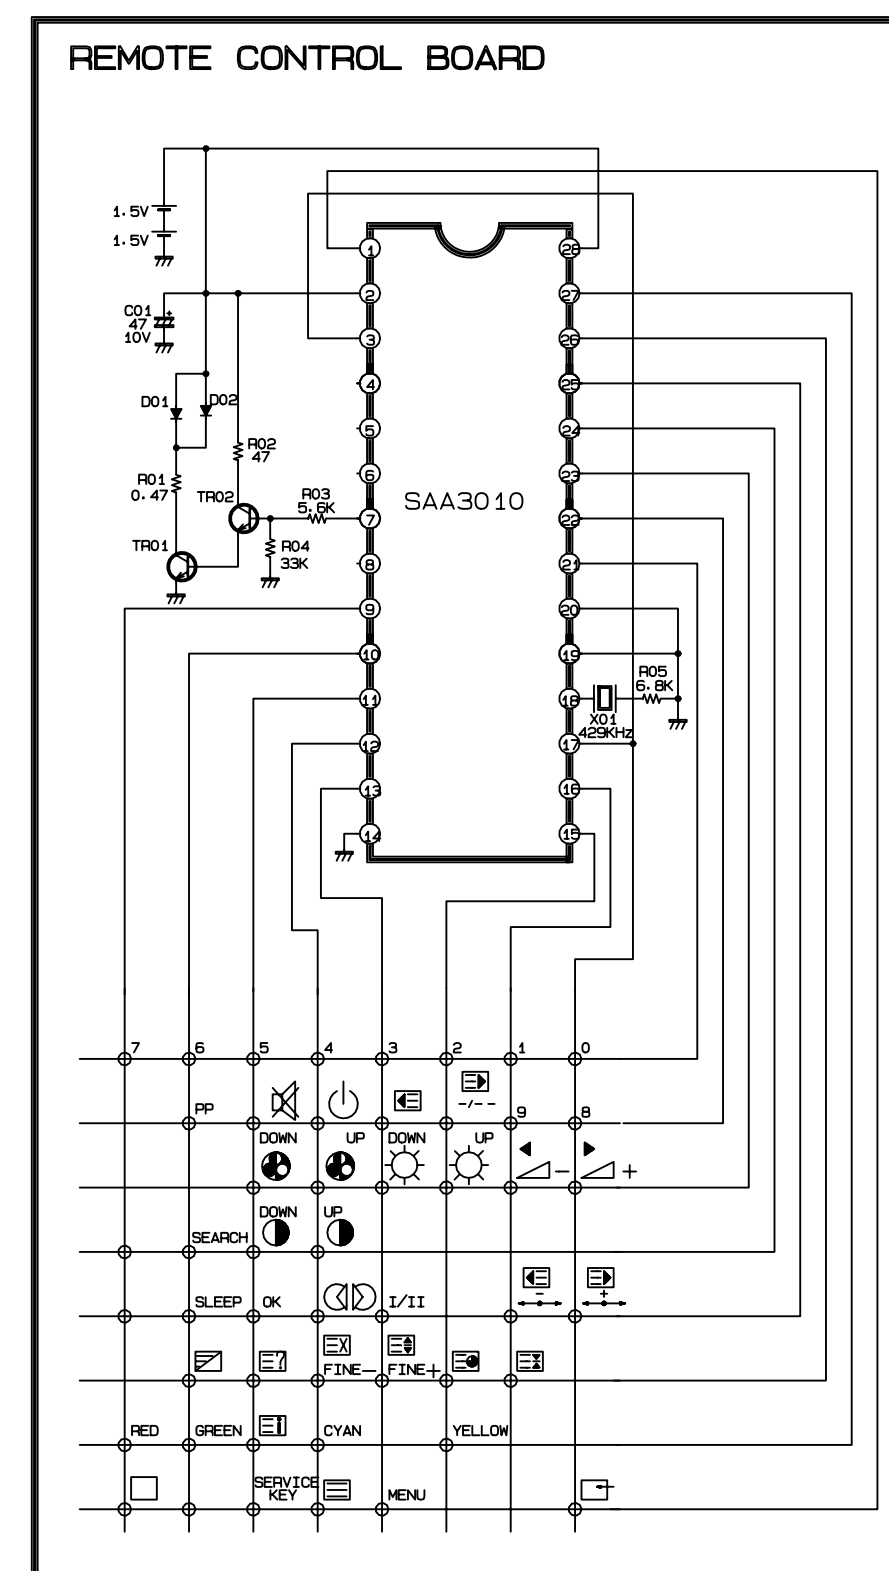 REMOTE CONTROL BOARD
1.5V
1.5V
1
28
2
27
C01
47
10V
3
26
4
25
D01
D02
5
24
R02
47
6
23
R01
0.47
TR02
R03
5.6K
SAA3010
7
22
TR01
R04
33K
8
21
9
20
10
19
R05
6.8K
11
18
X01
429KHz
12
17
13
16
14
15
7 6 5 4 3 2 1 0
-/--
PP
9 8
DOWN UP DOWN UP
- +
DOWN UP
SEARCH
- +
SLEEP OK I/II
X
?
FINE- FINE+
i
RED GREEN CYAN YELLOW
SERVICE
KEY
MENU